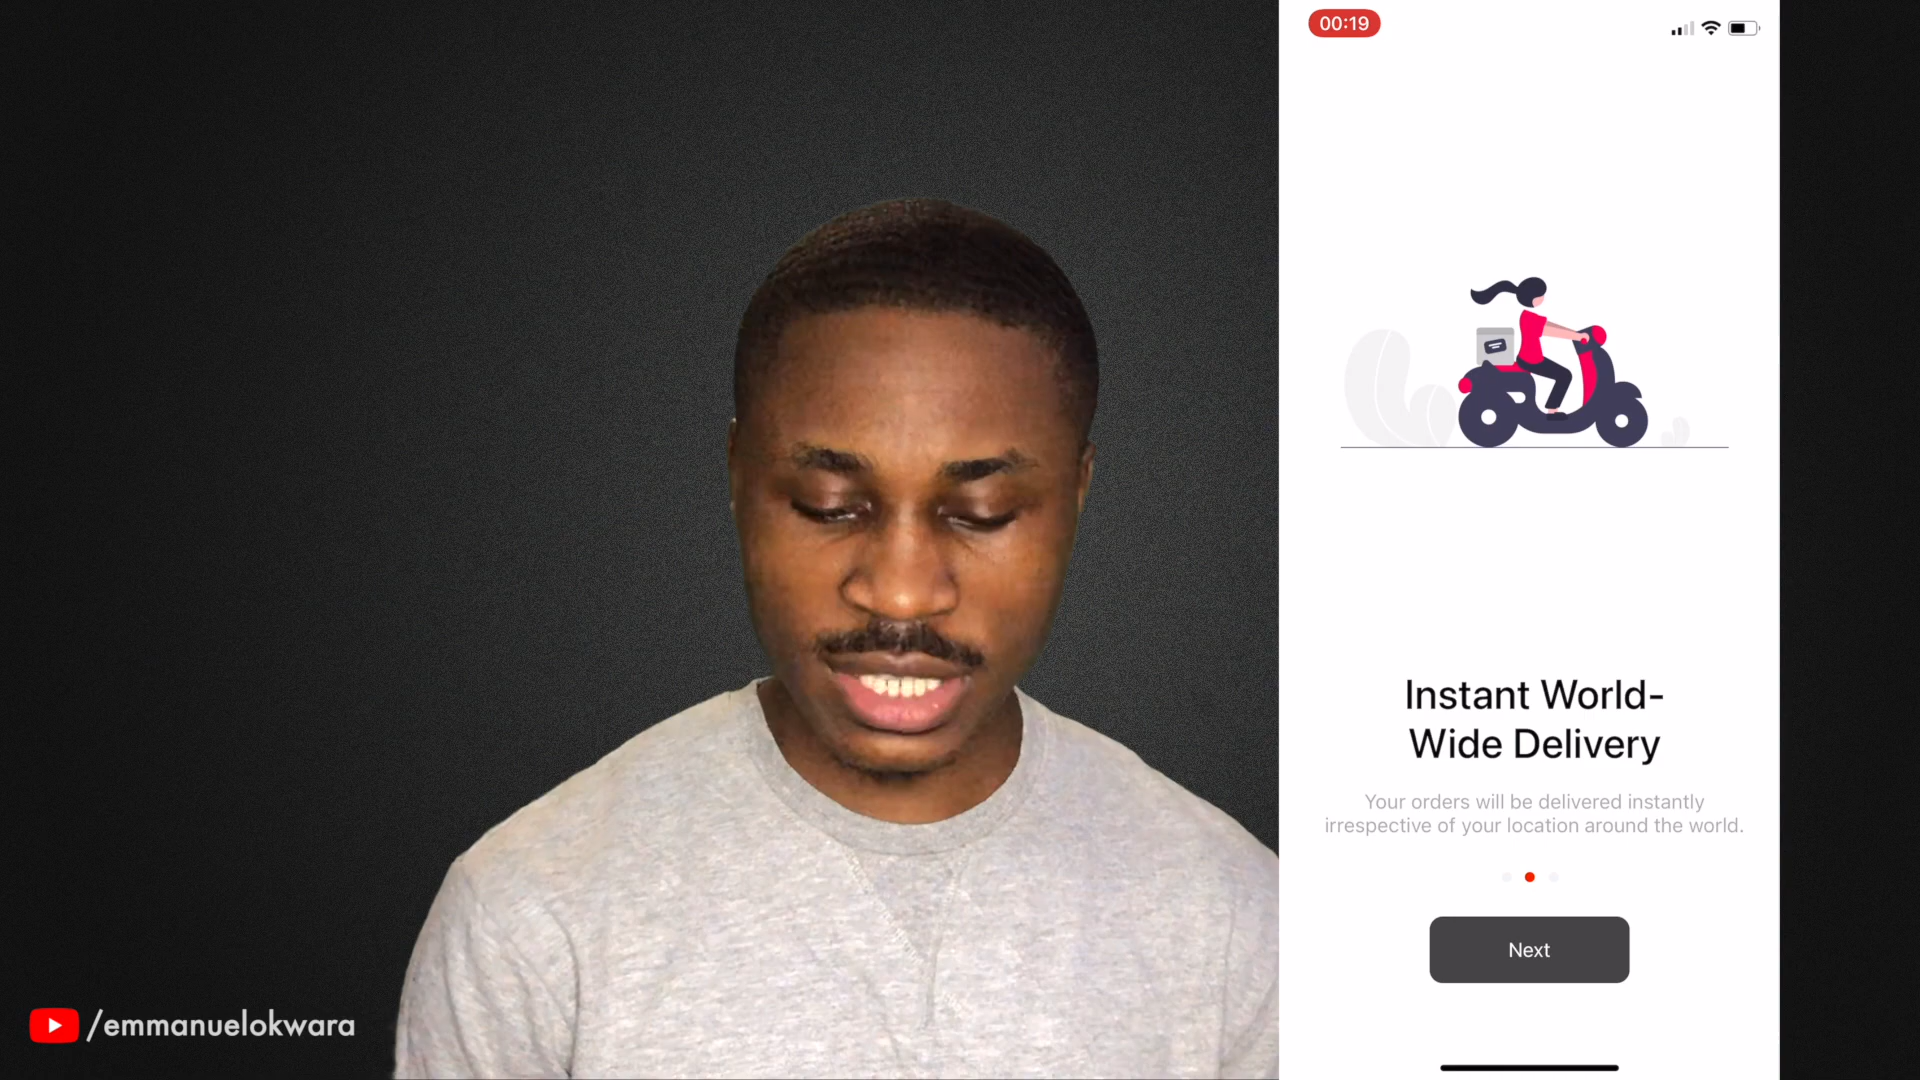 00:19
Instant World-
Wide Delivery
Your orders will be delivered instantly
irrespective of your location around the world.
Next
/emmanuelokwara